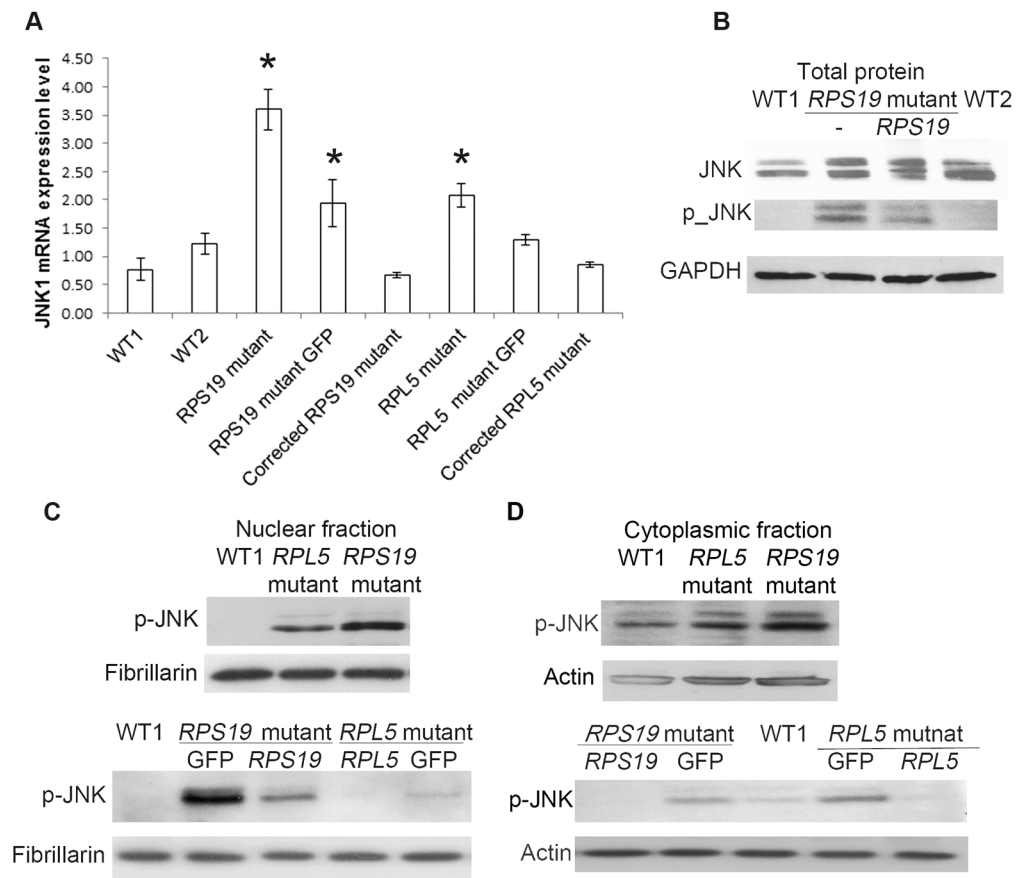 A
JNK1 mRNA expression level
4.50
4.00
3.50
3.00
2.50
2.00
1.50
1.00
0.50
0.00
*
*
*
WT1
WT2
RPS19 mutant
RPS19 mutant GFP
Corrected RPS19 mutant
RPL5 mutant
RPL5 mutant GFP
Corrected RPL5 mutant
B
Total protein
WT1 RPS19 mutant WT2
- RPS19
JNK
p_JNK
GAPDH
C
Nuclear fraction
WT1 RPL5 RPS19
mutant mutant
p-JNK
Fibrillarin
WT1 RPS19 mutant RPL5 mutant
GFP RPS19 RPL5 GFP
p-JNK
Fibrillarin
D
Cytoplasmic fraction
WT1 RPL5 RPS19
mutant mutant
p-JNK
Actin
RPS19 mutant WT1 RPL5 mutnat
RPS19 GFP GFP RPL5
p-JNK
Actin